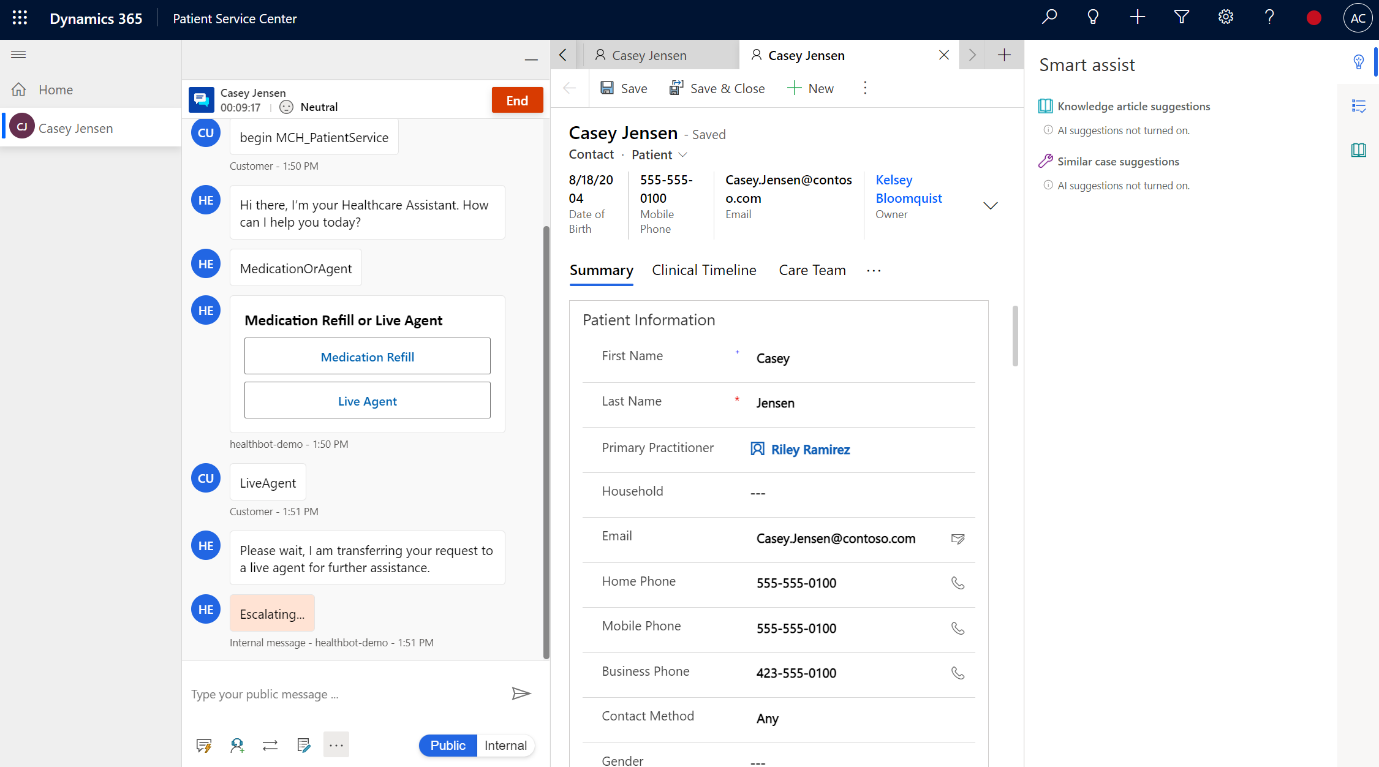 Dynamics 365
Patient Service Center
AC
Home
CJ
Casey Jensen
Casey Jensen
00:09:17
Neutral
End
CU
begin MCH_PatientService
Customer - 1:50 PM
HE
Hi there, I'm your Healthcare Assistant. How
can I help you today?
HE
MedicationOrAgent
HE
Medication Refill or Live Agent
Medication Refill
Live Agent
healthbot-demo - 1:50 PM
CU
LiveAgent
Customer - 1:51 PM
HE
Please wait, I am transferring your request to
a live agent for further assistance.
HE
Escalating...
Internal message - healthbot-demo - 1:51 PM
Type your public message ...
Public
Internal
Casey Jensen
Casey Jensen
Save
Save & Close
New
Casey Jensen - Saved
Contact · Patient
8/18/20
04
Date of
Birth
555-555-
0100
Mobile
Phone
Casey.Jensen@contos
o.com
Email
Kelsey
Bloomquist
Owner
Summary
Clinical Timeline
Care Team
Patient Information
First Name
Casey
Last Name
*
Jensen
Primary Practitioner
Riley Ramirez
Household
---
Email
Casey.Jensen@contoso.com
Home Phone
555-555-0100
Mobile Phone
555-555-0100
Business Phone
423-555-0100
Contact Method
Any
Gender
---
Smart assist
Knowledge article suggestions
AI suggestions not turned on.
Similar case suggestions
AI suggestions not turned on.